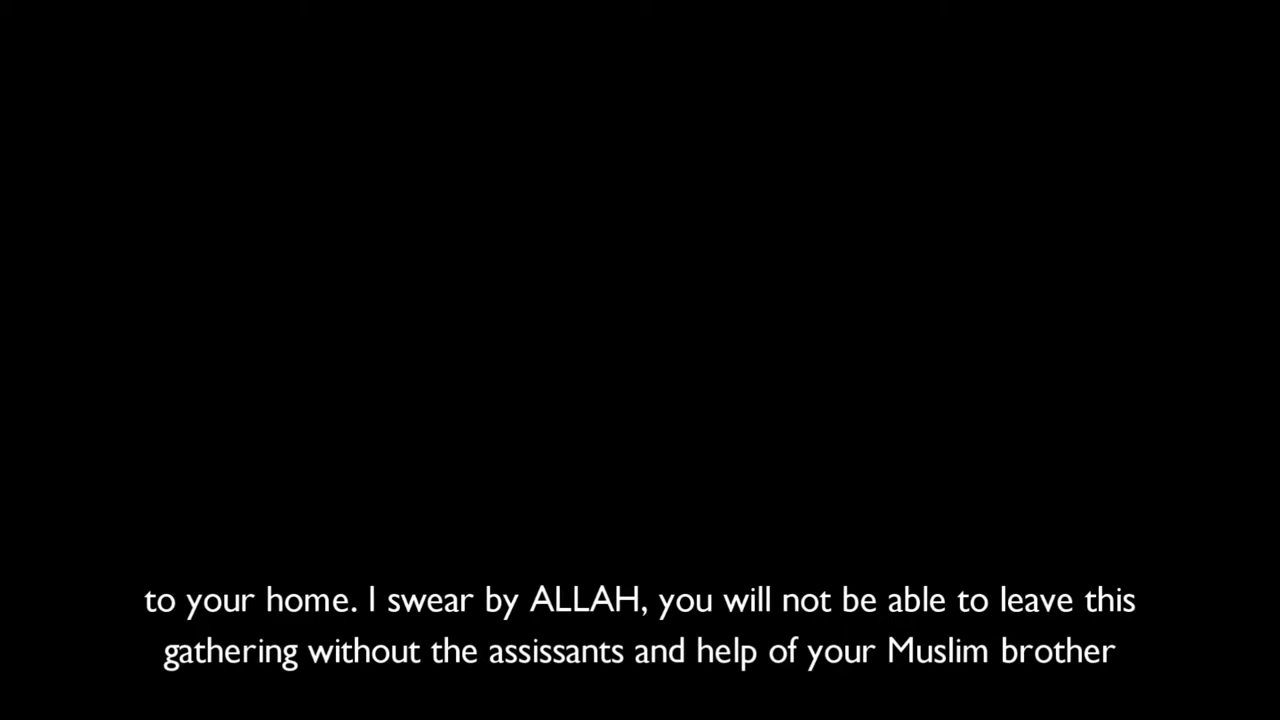 to your home. I swear by ALLAH, you will not be able to leave this
gathering without the assissants and help of your Muslim brother